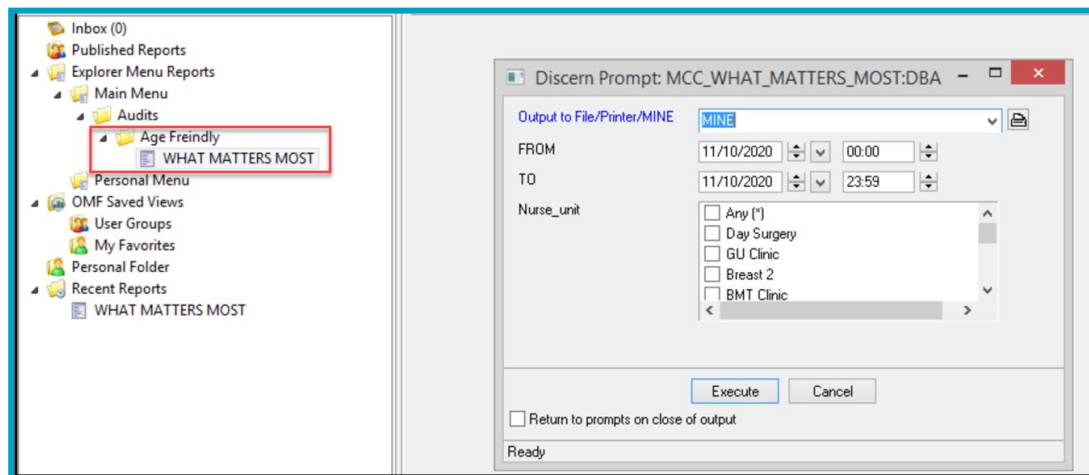 Inbox (0)
Published Reports
Explorer Menu Reports
Main Menu
Audits
Age Freindly
WHAT MATTERS MOST
Personal Menu
OMF Saved Views
User Groups
My Favorites
Personal Folder
Recent Reports
WHAT MATTERS MOST
Discern Prompt: MCC_WHAT_MATTERS_MOST:DBA
Output to File/Printer/MINE
MINE
FROM
11/10/2020
00:00
TO
11/10/2020
23:59
Nurse_unit
Any (*)
Day Surgery
GU Clinic
Breast 2
BMT Clinic
Execute
Cancel
Return to prompts on close of output
Ready